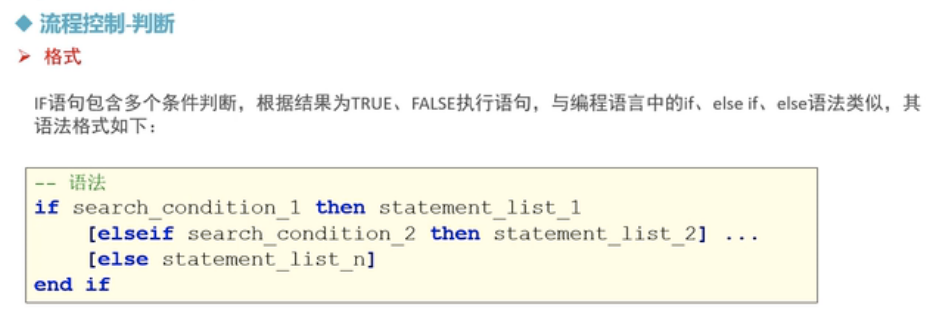 流程控制-判断
格式
IF语句包含多个条件判断，根据结果为TRUE、FALSE执行语句，与编程语言中的if、else if、else语法类似，其
语法格式如下：
-- 语法
if search_condition_1 then statement_list_1
    [elseif search_condition_2 then statement_list_2] ...
    [else statement_list_n]
end if